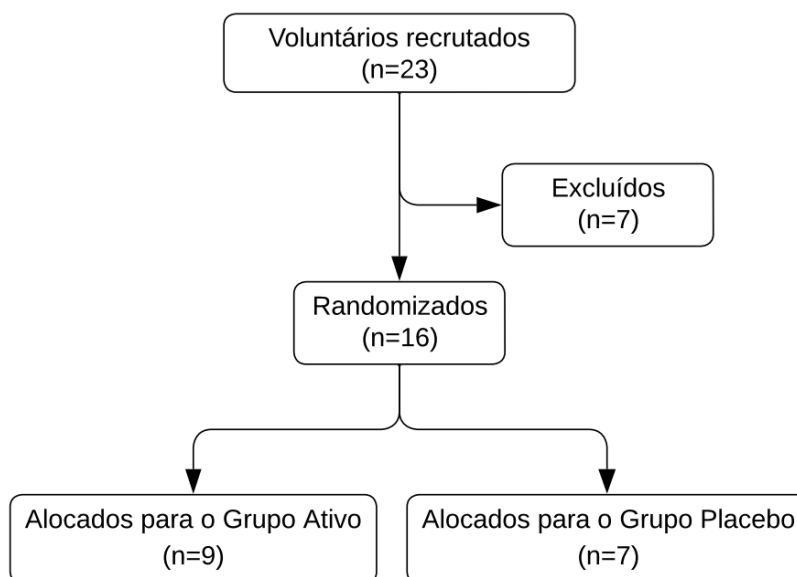 Voluntários recrutados
(n=23)
Excluídos
(n=7)
Randomizados
(n=16)
Alocados para o Grupo Ativo
(n=9)
Alocados para o Grupo Placebo
(n=7)